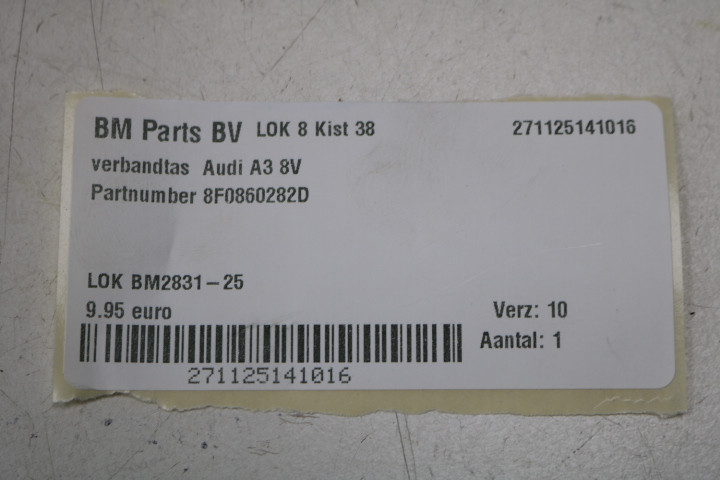 BM Parts BV LOK 8 Kist 38 271125141016
verbandtas Audi A3 8V
Partnumber 8F0860282D
LOK BM2831-25
9.95 euro
Verz: 10
Aantal: 1
271125141016